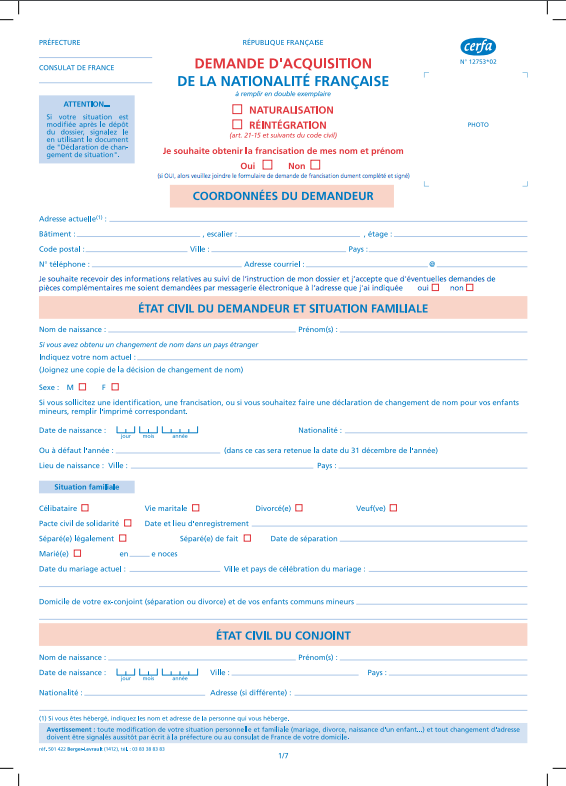 PRÉFECTURE
RÉPUBLIQUE FRANÇAISE
cerfa
N° 12753*02
CONSULAT DE FRANCE
DEMANDE D'ACQUISITION
DE LA NATIONALITÉ FRANÇAISE
à remplir en double exemplaire
ATTENTION...
Si votre situation est
modifiée après le dépôt
du dossier, signalez le
en utilisant le document
de "Déclaration de chan-
gement de situation".
NATURALISATION
RÉINTÉGRATION
(art. 21-15 et suivants du code civil)
PHOTO
Je souhaite obtenir la francisation de mes nom et prénom
Oui Non
(si OUI, alors veuillez joindre le formulaire de demande de francisation dument complété et signé)
COORDONNÉES DU DEMANDEUR
Adresse actuelle(1) :
Bâtiment : , escalier : , étage :
Code postal : Ville : Pays :
N° téléphone : Adresse courriel : @
Je souhaite recevoir des informations relatives au suivi de l'instruction de mon dossier et j'accepte que d'éventuelles demandes de
pièces complémentaires me soient demandées par messagerie électronique à l'adresse que j'ai indiquée oui non
ÉTAT CIVIL DU DEMANDEUR ET SITUATION FAMILIALE
Nom de naissance : Prénom(s) :
Si vous avez obtenu un changement de nom dans un pays étranger
Indiquez votre nom actuel :
(Joignez une copie de la décision de changement de nom)
Sexe : M F
Si vous sollicitez une identification, une francisation, ou si vous souhaitez faire une déclaration de changement de nom pour vos enfants
mineurs, remplir l'imprimé correspondant.
Date de naissance : Nationalité :
jour mois année
Ou à défaut l'année : (dans ce cas sera retenue la date du 31 décembre de l'année)
Lieu de naissance : Ville : Pays :
Situation familiale
Célibataire Vie maritale Divorcé(e) Veuf(ve)
Pacte civil de solidarité Date et lieu d'enregistrement
Séparé(e) légalement Séparé(e) de fait Date de séparation
Marié(e) en e noces
Date du mariage actuel : Ville et pays de célébration du mariage :
Domicile de votre ex-conjoint (séparation ou divorce) et de vos enfants communs mineurs
ÉTAT CIVIL DU CONJOINT
Nom de naissance : Prénom(s) :
Date de naissance : Ville : Pays :
jour mois année
Nationalité : Adresse (si différente) :
(1) Si vous êtes hébergé, indiquez les nom et adresse de la personne qui vous héberge.
Avertissement : toute modification de votre situation personnelle et familiale (mariage, divorce, naissance d'un enfant...) et tout changement d'adresse
doivent être signalés aussitôt par écrit à la préfecture ou au consulat de France de votre domicile.
réf. 501 422 Berger-Levrault (1412), tél. : 03 83 38 83 83
1/7